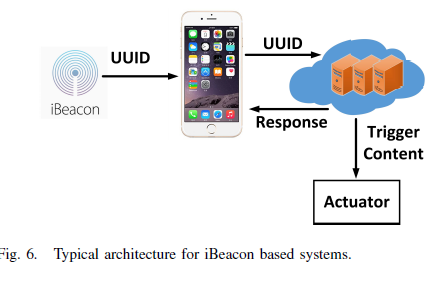 UUID
UUID
iBeacon
Response
Trigger
Content
Actuator
Fig. 6. Typical architecture for iBeacon based systems.